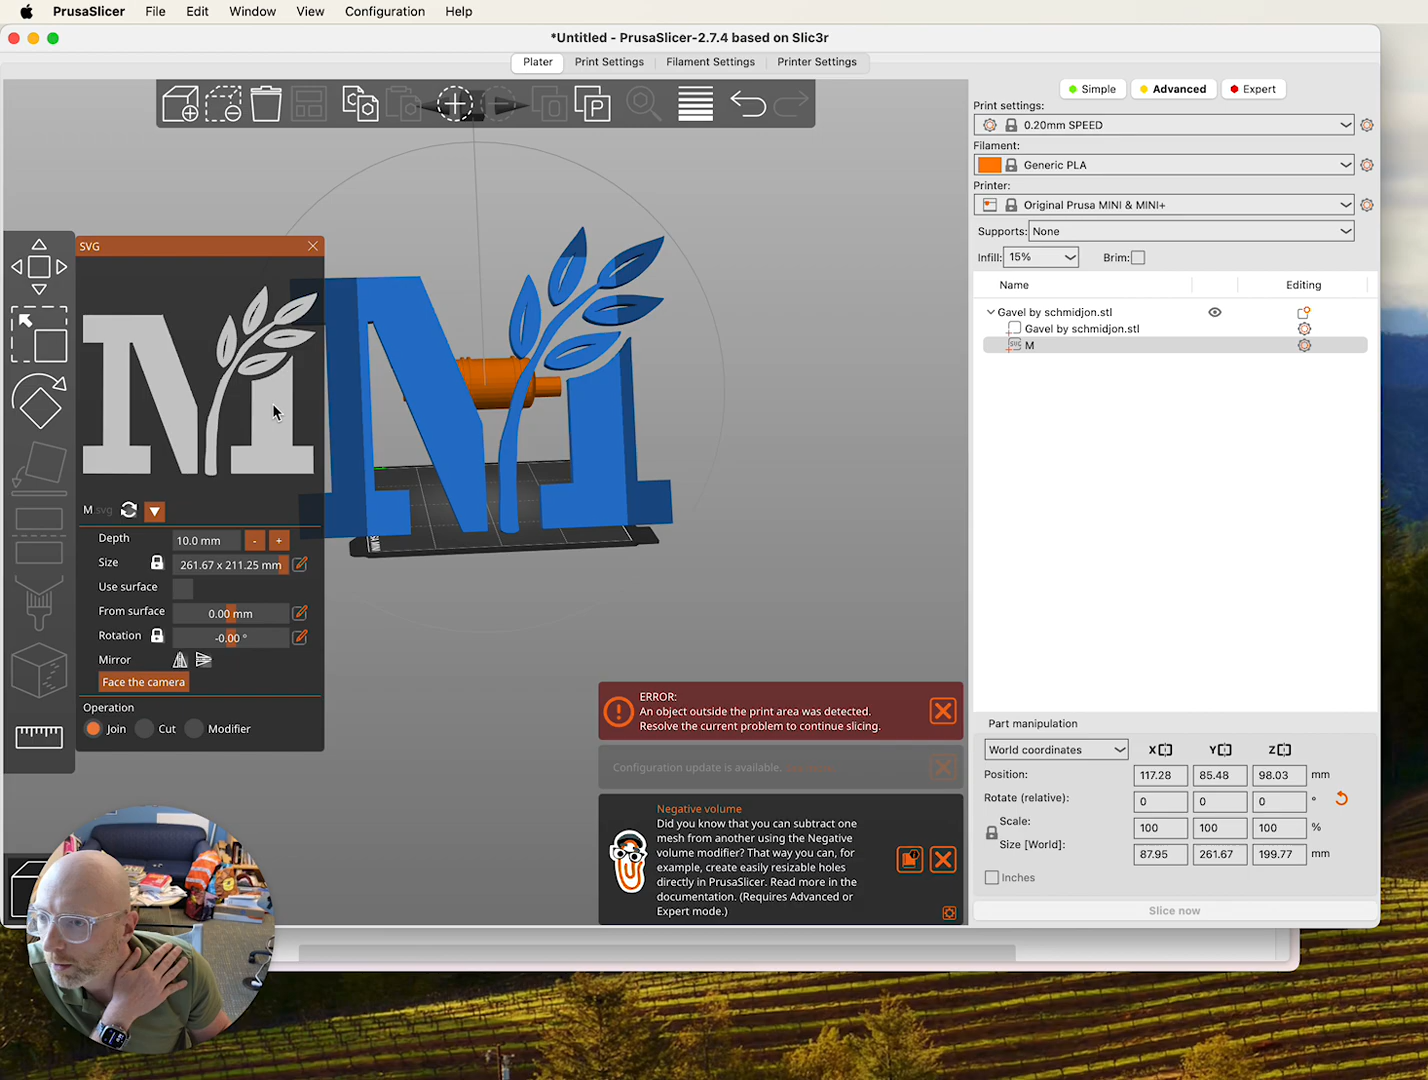 PrusaSlicer File Edit Window View Configuration Help
*Untitled - PrusaSlicer-2.7.4 based on Slic3r
Plater Print Settings Filament Settings Printer Settings
Simple Advanced Expert
Print settings:
0.20mm SPEED
Filament:
Generic PLA
Printer:
Original Prusa MINI & MINI+
Supports: None
Infill: 15% Brim:
Name Editing
Gavel by schmidjon.stl
Gavel by schmidjon.stl
SVG M
SVG
M.svg
Depth 10.0 mm - +
Size 261.67 x 211.25 mm
Use surface
From surface 0.00 mm
Rotation -0.00 °
Mirror
Face the camera
Operation
Join Cut Modifier
ERROR:
An object outside the print area was detected.
Resolve the current problem to continue slicing.
Configuration update is available.
Negative volume
Did you know that you can subtract one
mesh from another using the Negative
volume modifier? That way you can, for
example, create easily resizable holes
directly in PrusaSlicer. Read more in the
documentation. (Requires Advanced or
Expert mode.)
Part manipulation
World coordinates X Y Z
Position: 117.28 85.48 98.03 mm
Rotate (relative): 0 0 0 °
Scale: 100 100 100 %
Size [World]: 87.95 261.67 199.77 mm
Inches
Slice now